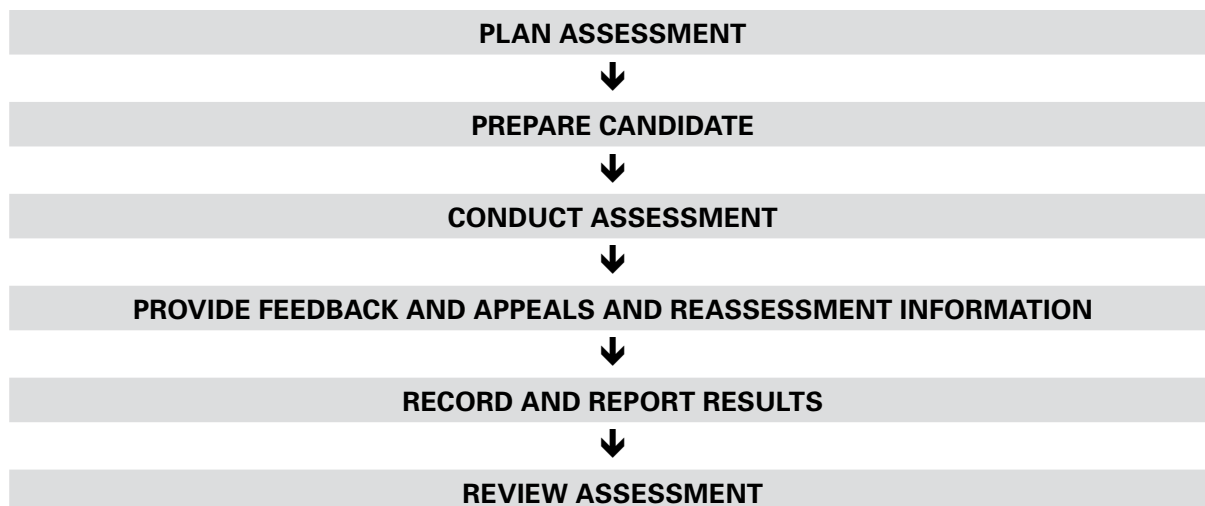 PLAN ASSESSMENT
PREPARE CANDIDATE
CONDUCT ASSESSMENT
PROVIDE FEEDBACK AND APPEALS AND REASSESSMENT INFORMATION
RECORD AND REPORT RESULTS
REVIEW ASSESSMENT